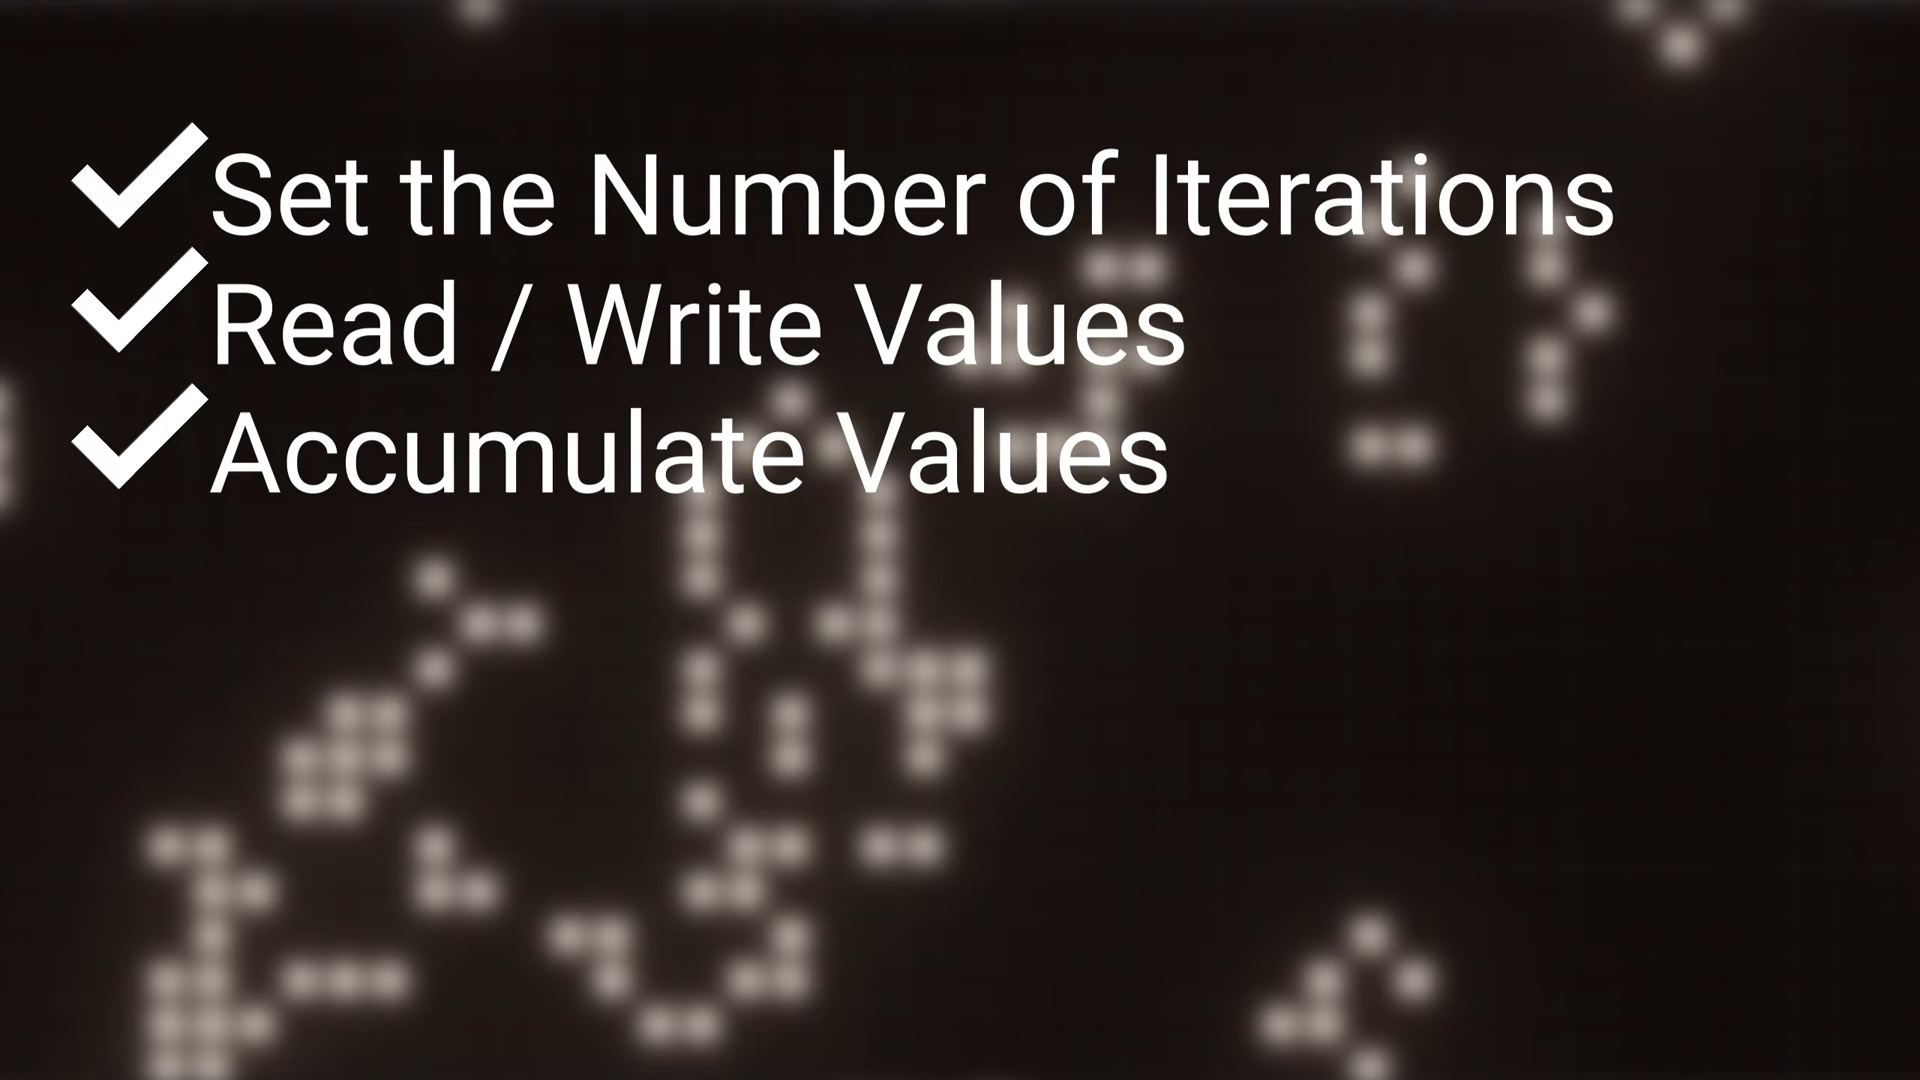 Set the Number of Iterations
Read / Write Values
Accumulate Values